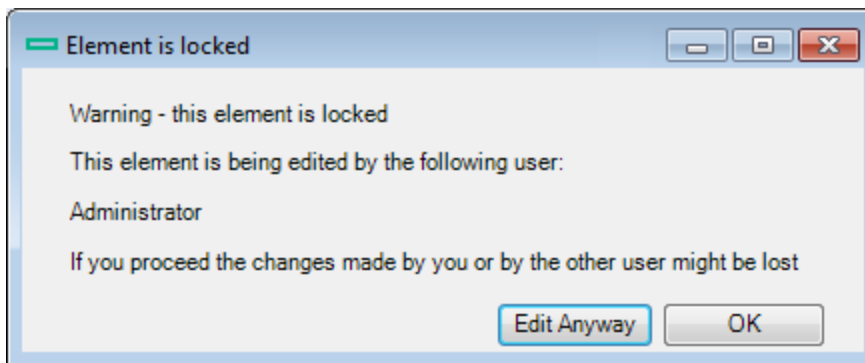 Element is locked
Warning - this element is locked
This element is being edited by the following user:
Administrator
If you proceed the changes made by you or by the other user might be lost
Edit Anyway
OK